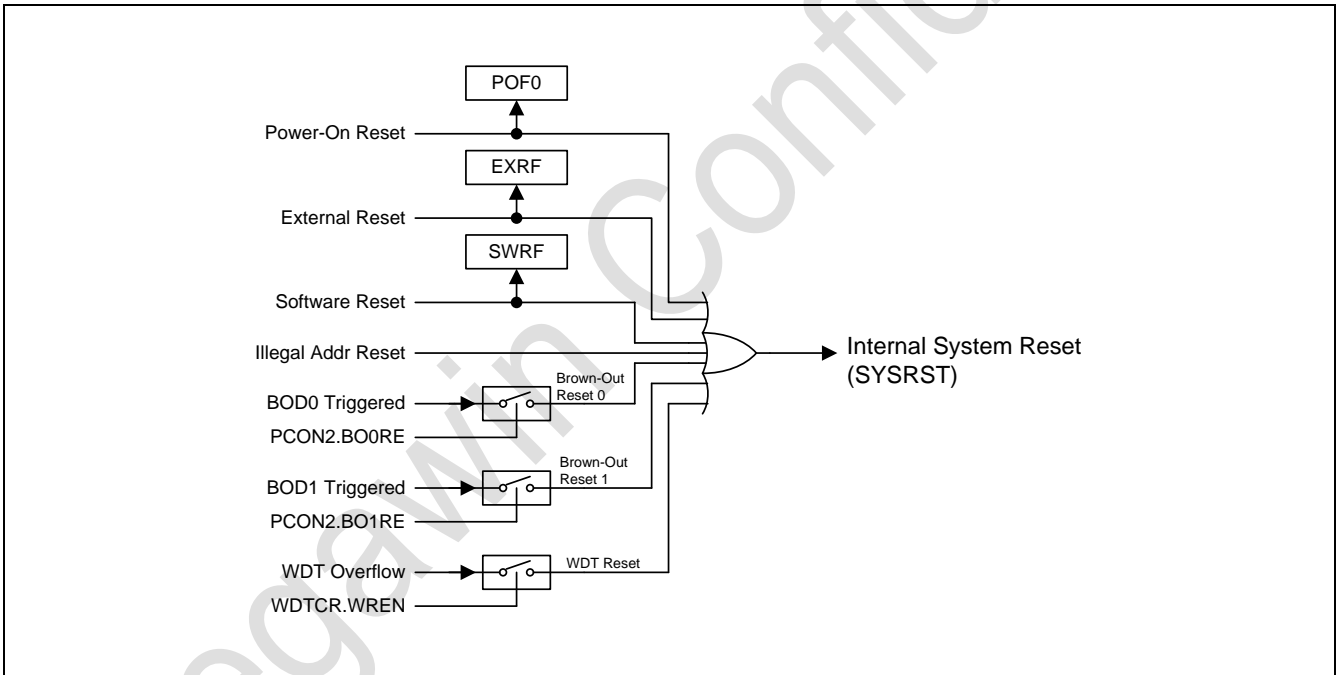 POF0
Power-On Reset
EXRF
External Reset
SWRF
Software Reset
Illegal Addr Reset
Internal System Reset
(SYSRST)
Brown-Out
Reset 0
BOD0 Triggered
PCON2.BO0RE
Brown-Out
Reset 1
BOD1 Triggered
PCON2.BO1RE
WDT Overflow
WDT Reset
WDTCR.WREN
egawin Confid